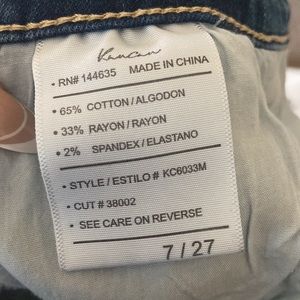 Kancan
• RN# 144635 MADE IN CHINA
• 65% COTTON / ALGODON
• 33% RAYON / RAYON
• 2% SPANDEX / ELASTANO
• STYLE / ESTILO # KC6033M
• CUT # 38002
• SEE CARE ON REVERSE
7 / 27